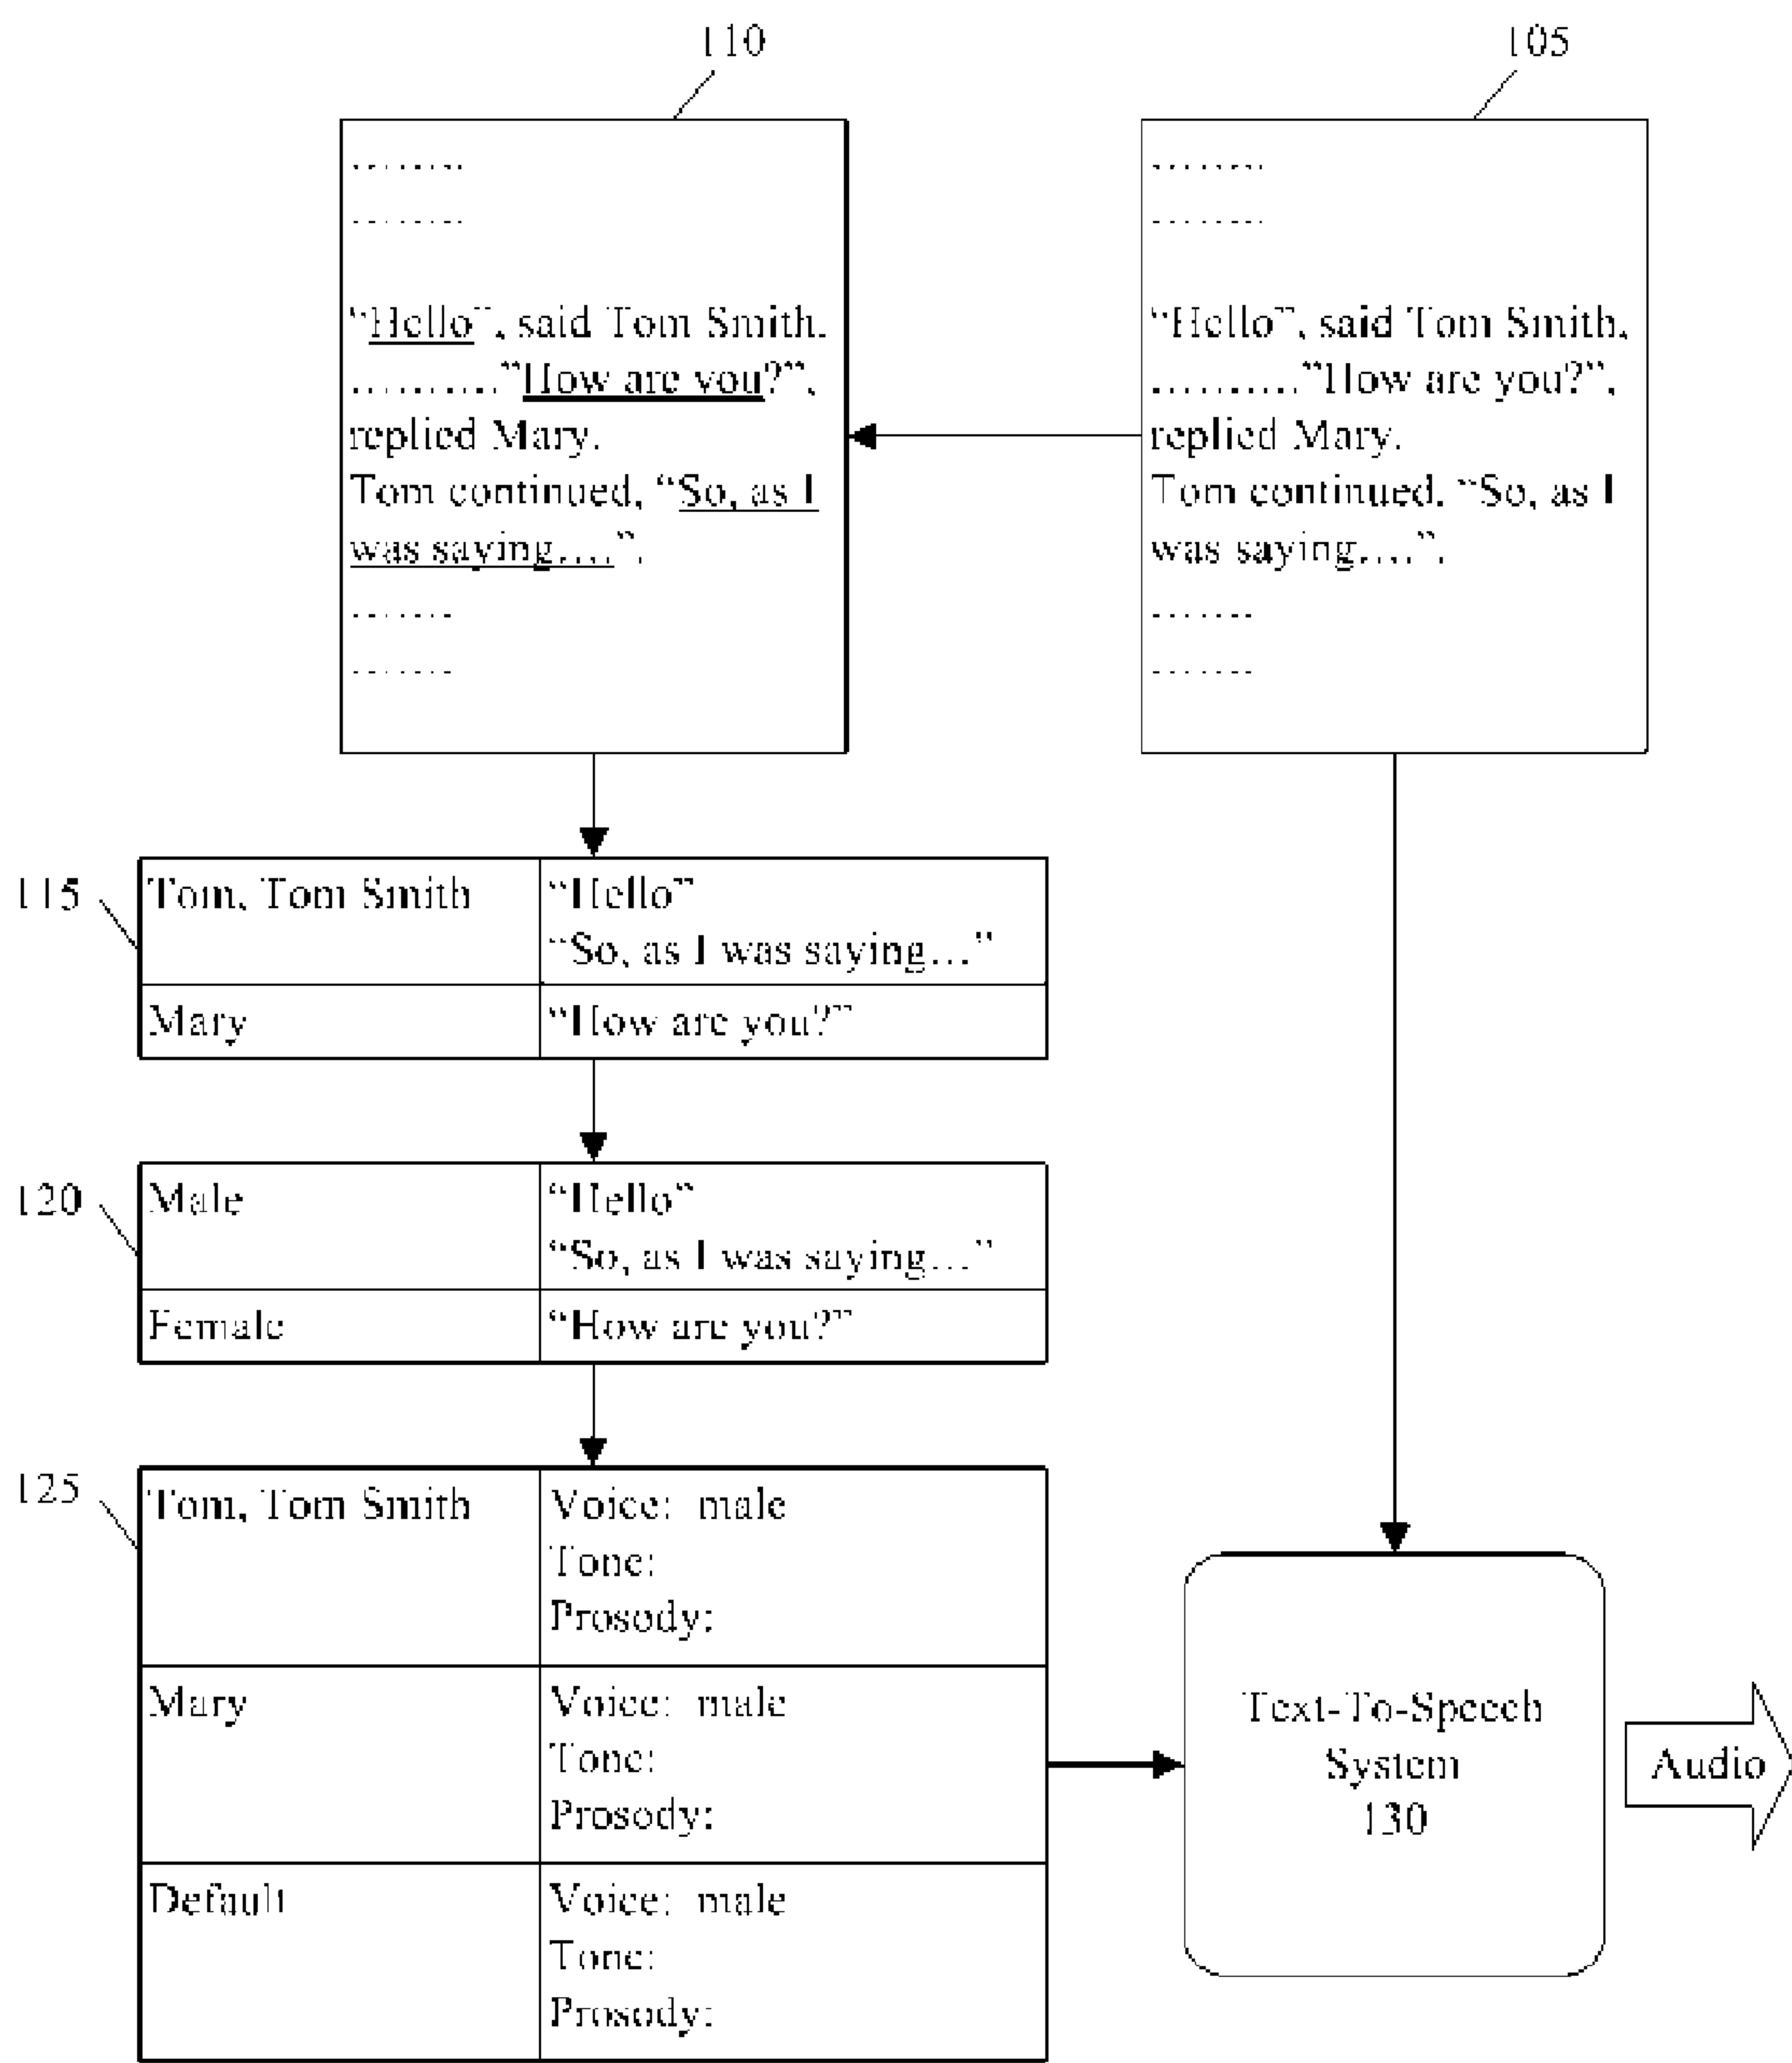 110
105
........
........
“Hello”, said Tom Smith.
..........”How are you?”,
replied Mary.
Tom continued, “So, as I
was saying....”.
.......
.......
........
........
“Hello”, said Tom Smith.
..........”How are you?”,
replied Mary.
Tom continued, “So, as I
was saying....”.
.......
.......
115
Tom, Tom Smith
“Hello”
“So, as I was saying...”
Mary
“How are you?”
120
Male
“Hello”
“So, as I was saying...”
Female
“How are you?”
125
Tom, Tom Smith
Voice: male
Tone:
Prosody:
Mary
Voice: male
Tone:
Prosody:
Default
Voice: male
Tone:
Prosody:
Text-To-Speech
System
130
Audio